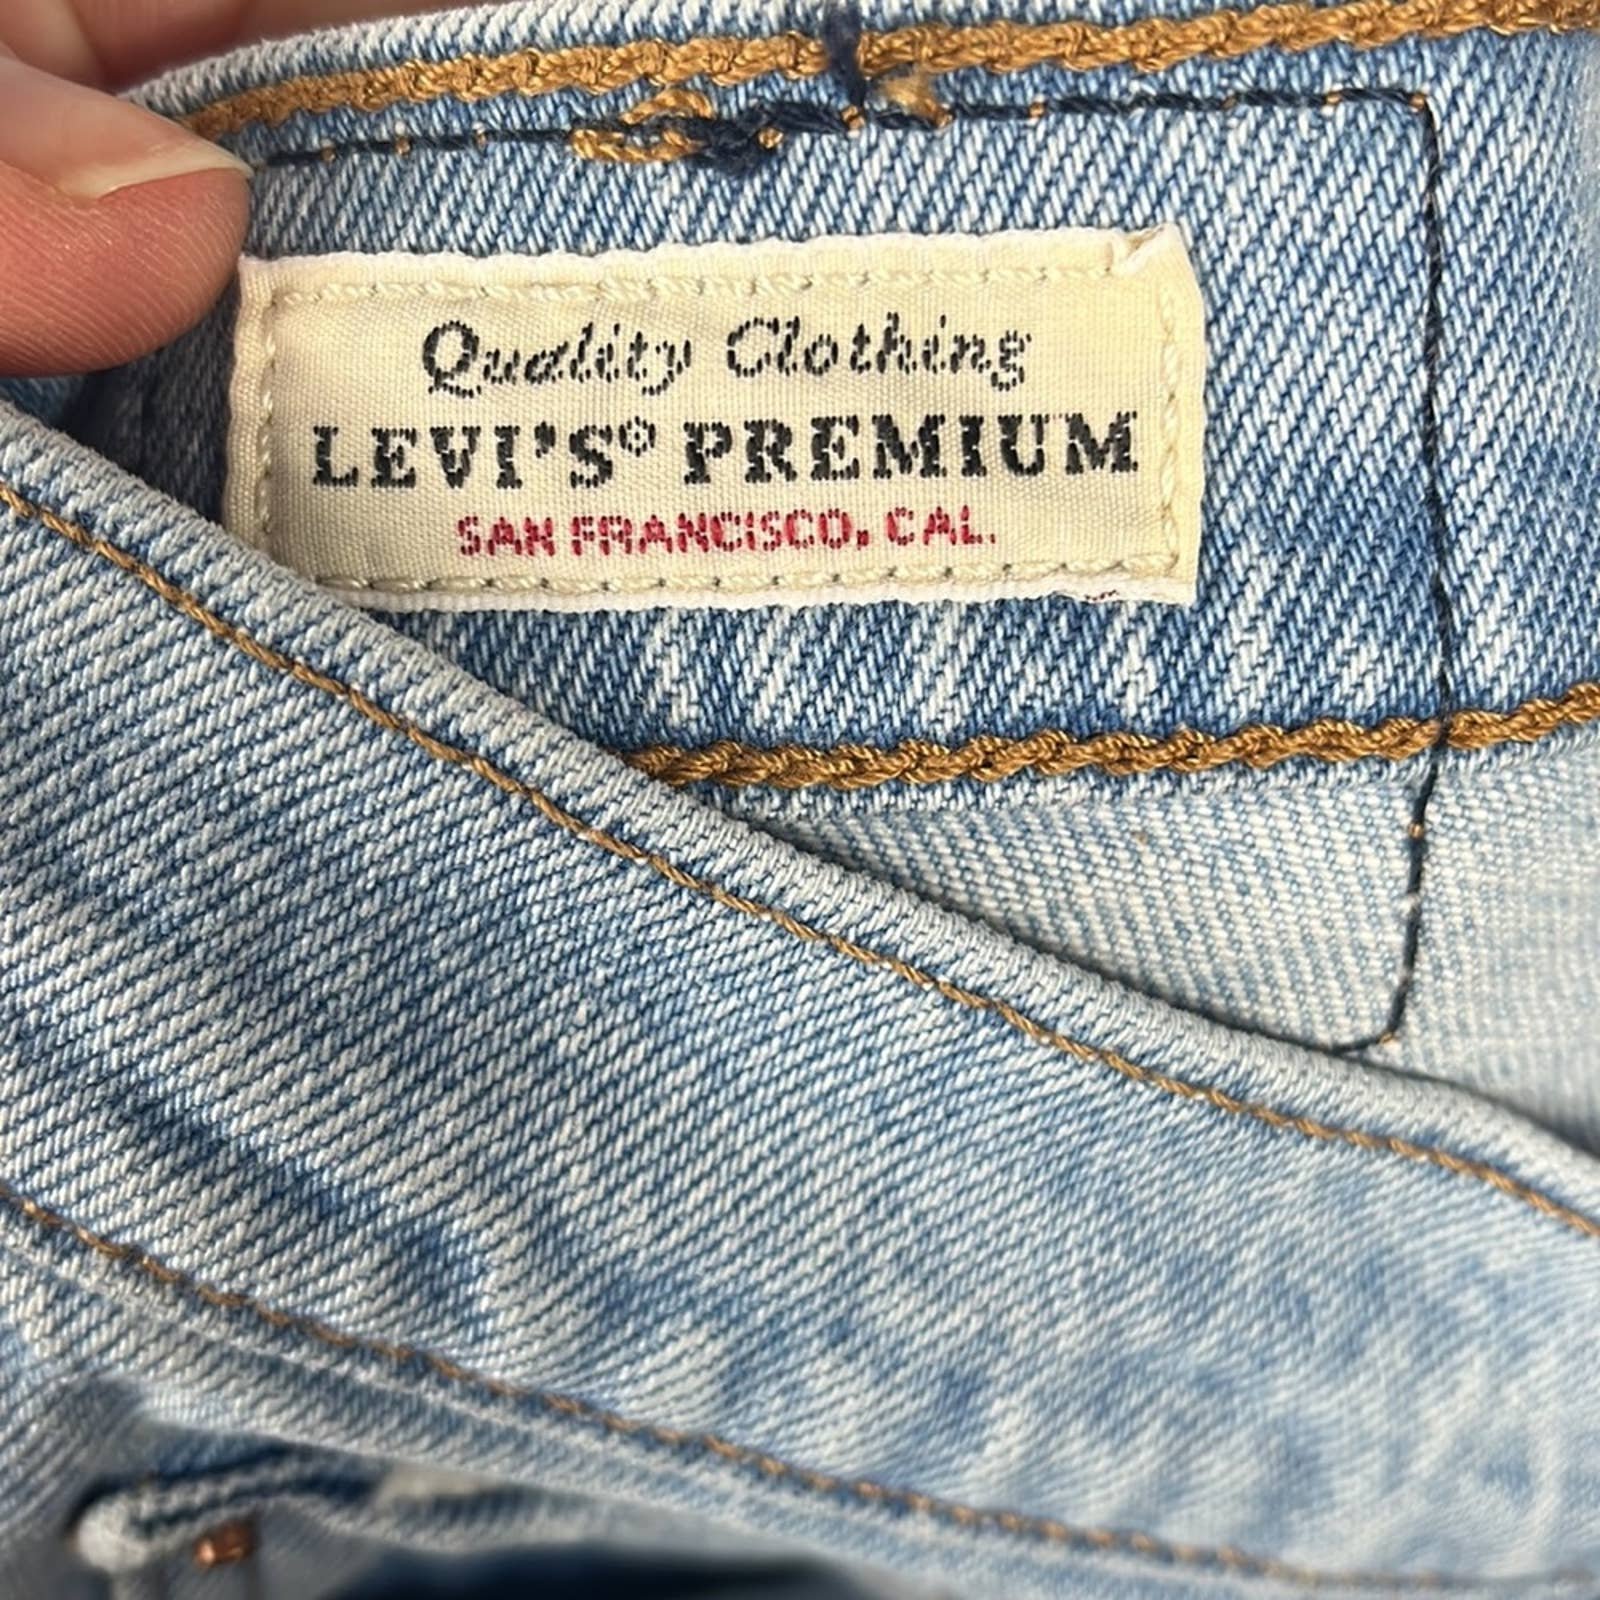 Quality Clothing
LEVI'S® PREMIUM
SAN FRANCISCO, CAL.